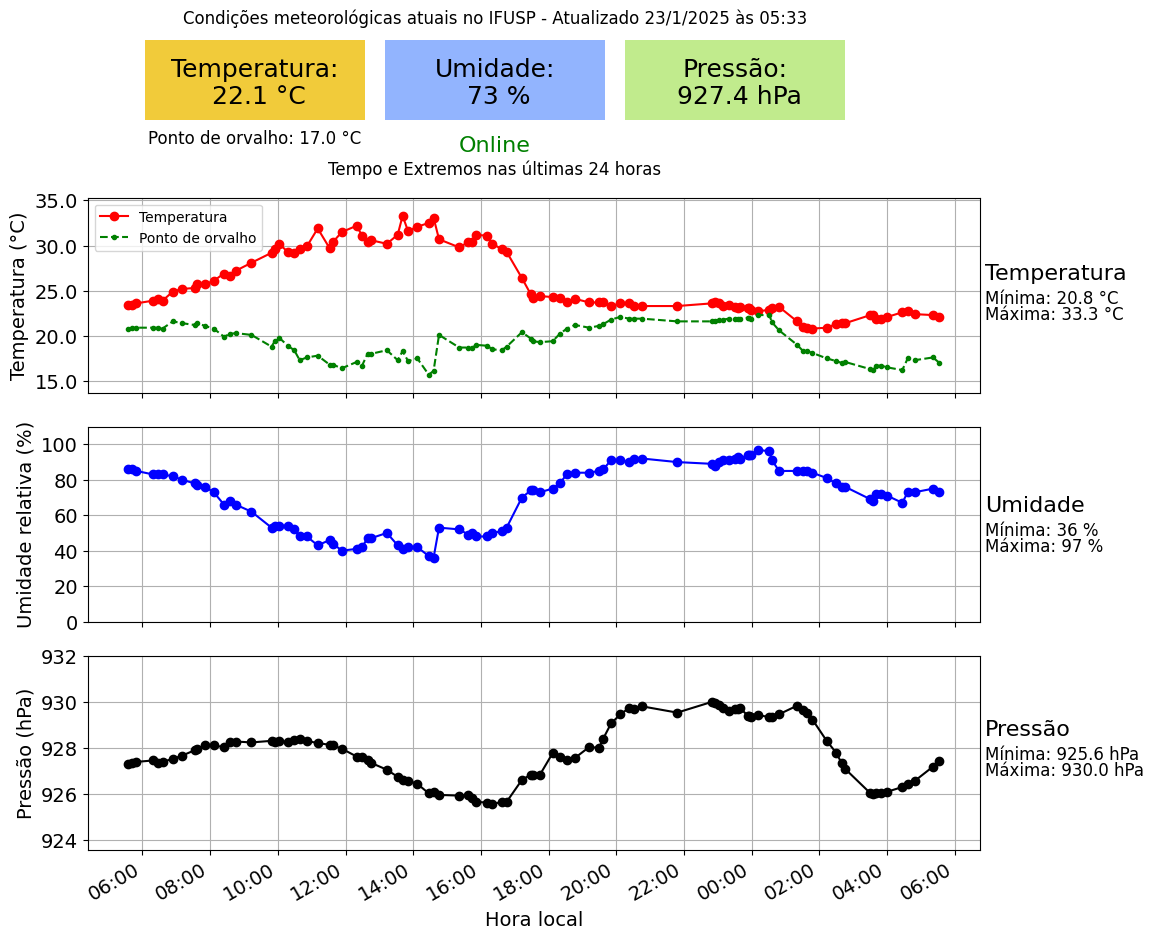 Condições meteorológicas atuais no IFUSP - Atualizado 23/1/2025 às 05:33
Temperatura:
22.1 °C
Umidade:
73 %
Pressão:
927.4 hPa
Ponto de orvalho: 17.0 °C
Online
Tempo e Extremos nas últimas 24 horas
Temperatura (°C)
35.0
30.0
25.0
20.0
15.0
Temperatura
Ponto de orvalho
Temperatura
Mínima: 20.8 °C
Máxima: 33.3 °C
Umidade relativa (%)
100
80
60
40
20
0
Umidade
Mínima: 36 %
Máxima: 97 %
Pressão (hPa)
932
930
928
926
924
Pressão
Mínima: 925.6 hPa
Máxima: 930.0 hPa
06:00
08:00
10:00
12:00
14:00
16:00
18:00
20:00
22:00
00:00
02:00
04:00
06:00
Hora local